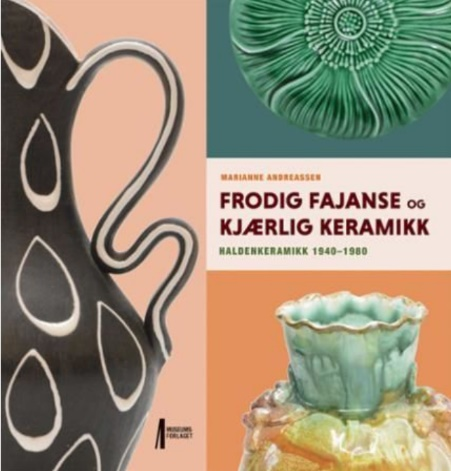 MARIANNE ANDREASSEN
FRODIG FAJANSE OG
KJÆRLIG KERAMIKK
HALDENKERAMIKK 1940–1980
MUSEUMS
FORLAGET